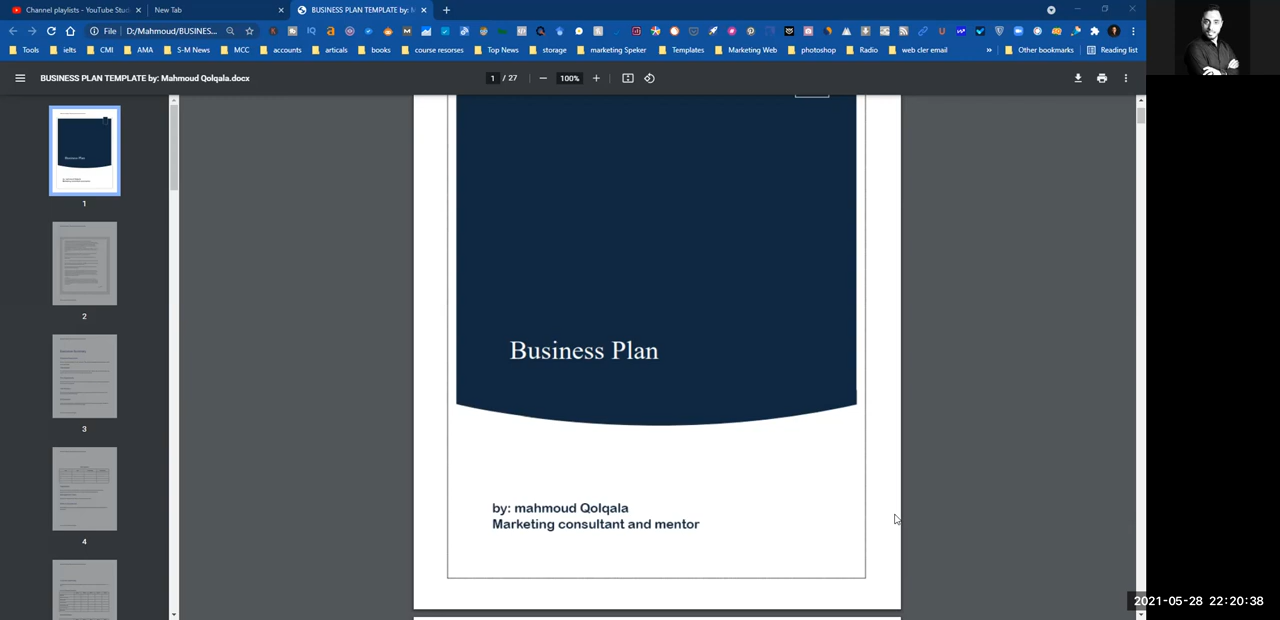 Channel playlists - YouTube Stud
New Tab
BUSINESS PLAN TEMPLATE by: M
File
D:/Mahmoud/BUSINES...
Tools
ielts
CMI
AMA
S-M News
MCC
accounts
articals
books
course resorses
Top News
storage
marketing Speker
Templates
Marketing Web
photoshop
Radio
web cler email
Other bookmarks
Reading list
BUSINESS PLAN TEMPLATE by: Mahmoud Qolqala.docx
1 / 27
100%
1
2
3
4
Business Plan
by: mahmoud Qolqala
Marketing consultant and mentor
2021-05-28 22:20:38